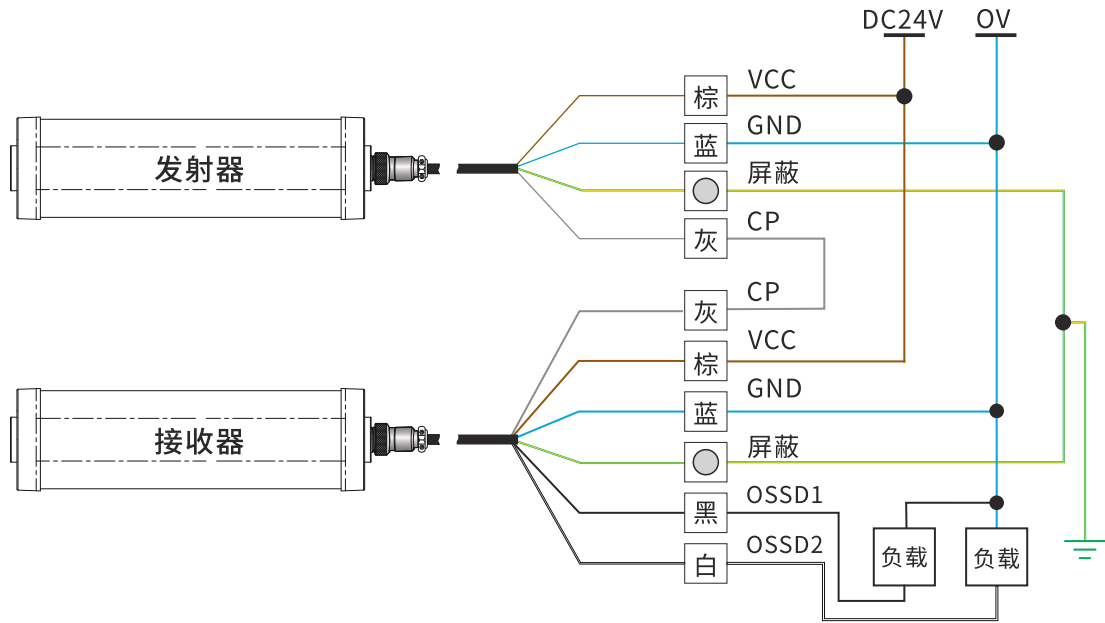 DC24V
OV
棕
VCC
蓝
GND
屏蔽
灰
CP
发射器
灰
CP
棕
VCC
蓝
GND
屏蔽
接收器
黑
OSSD1
白
OSSD2
负载
负载